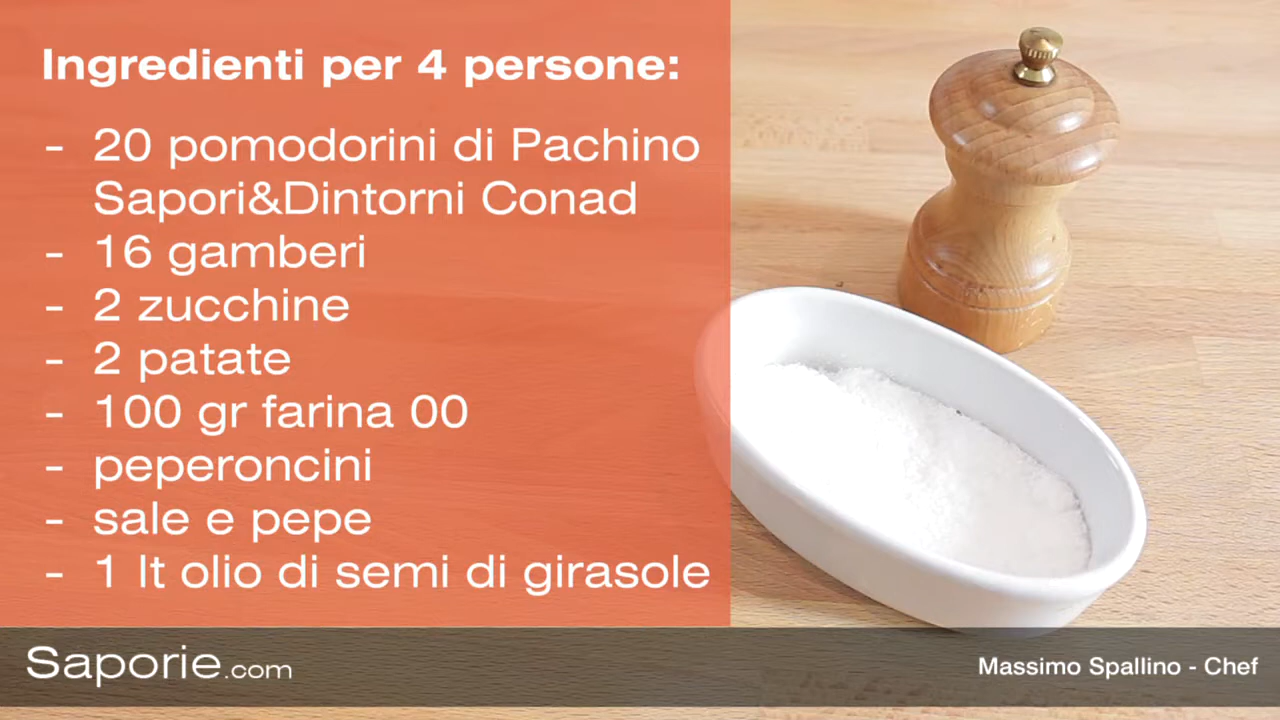 Ingredienti per 4 persone:
- 20 pomodorini di Pachino
Sapori&Dintorni Conad
- 16 gamberi
- 2 zucchine
- 2 patate
- 100 gr farina 00
- peperoncini
- sale e pepe
- 1 lt olio di semi di girasole
Saporie.com
Massimo Spallino - Chef